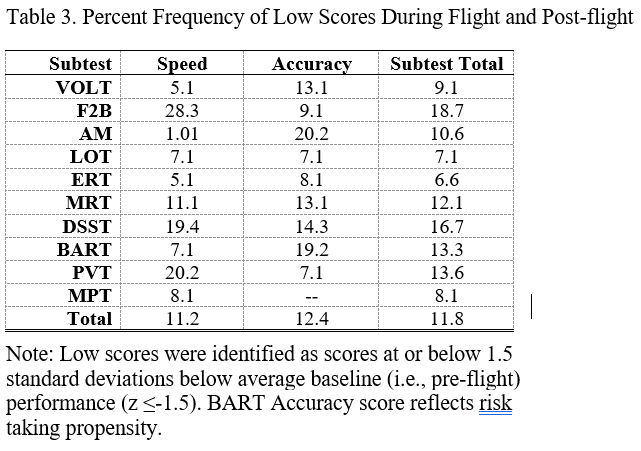 Table 3. Percent Frequency of Low Scores During Flight and Post-flight
Subtest Speed Accuracy Subtest Total
VOLT 5.1 13.1 9.1
F2B 28.3 9.1 18.7
AM 1.01 20.2 10.6
LOT 7.1 7.1 7.1
ERT 5.1 8.1 6.6
MRT 11.1 13.1 12.1
DSST 19.4 14.3 16.7
BART 7.1 19.2 13.3
PVT 20.2 7.1 13.6
MPT 8.1 -- 8.1
Total 11.2 12.4 11.8
Note: Low scores were identified as scores at or below 1.5
standard deviations below average baseline (i.e., pre-flight)
performance (z ≤-1.5). BART Accuracy score reflects risk
taking propensity.